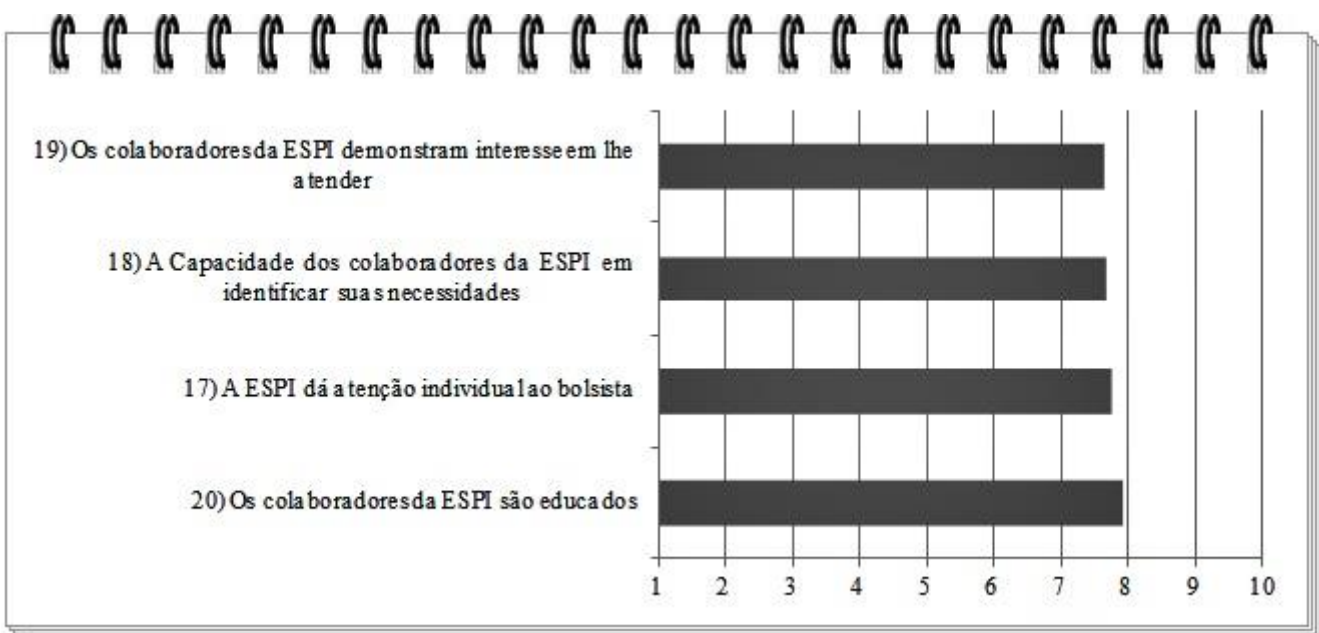 19) Os colaboradores da ESPI demonstram interesse em lhe
atender
18) A Capacidade dos colaboradores da ESPI em
identificar suas necessidades
17) A ESPI dá atenção individual ao bolsista
20) Os colaboradores da ESPI são educados
1 2 3 4 5 6 7 8 9 10